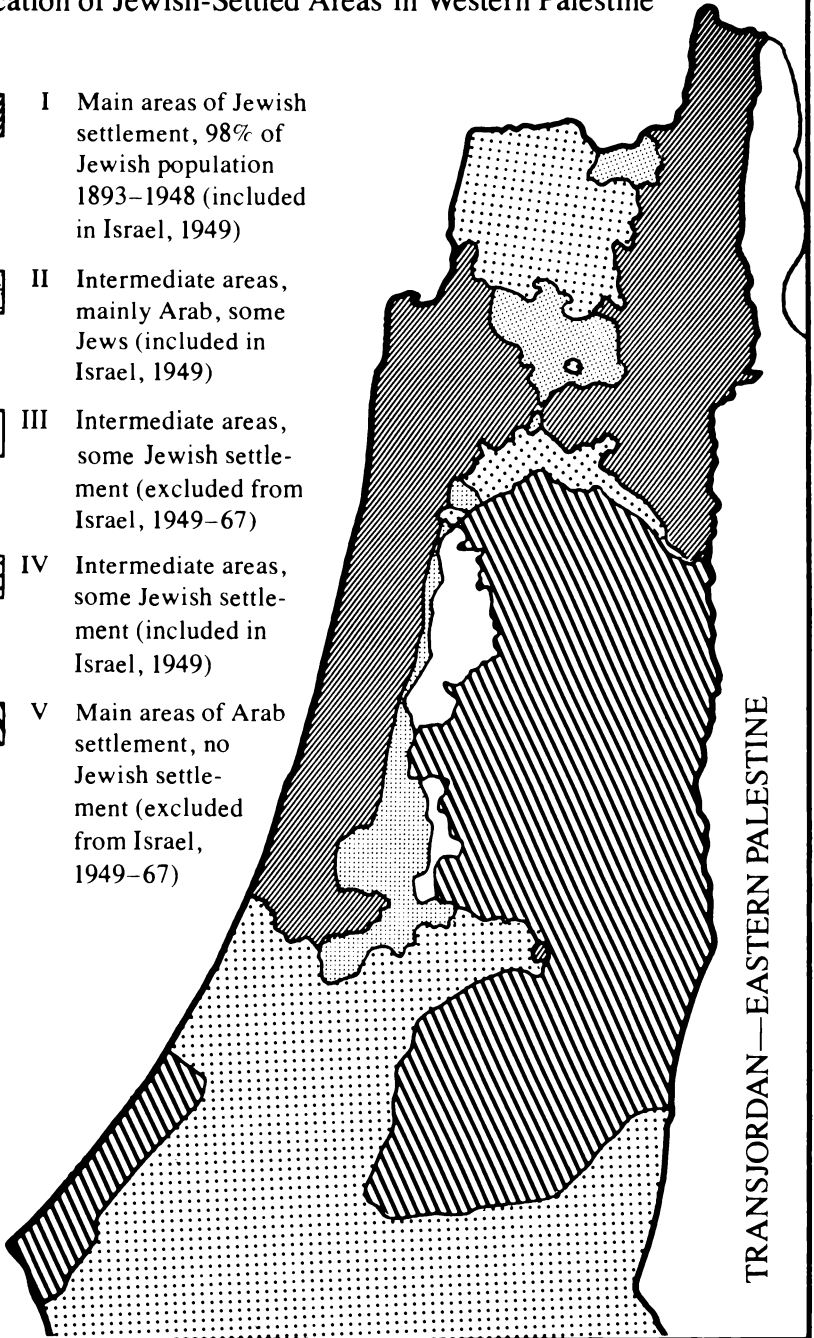 cation of Jewish-Settled Areas in Western Palestine
I Main areas of Jewish
settlement, 98% of
Jewish population
1893–1948 (included
in Israel, 1949)
II Intermediate areas,
mainly Arab, some
Jews (included in
Israel, 1949)
III Intermediate areas,
some Jewish settle-
ment (excluded from
Israel, 1949–67)
IV Intermediate areas,
some Jewish settle-
ment (included in
Israel, 1949)
V Main areas of Arab
settlement, no
Jewish settle-
ment (excluded
from Israel,
1949–67)
TRANSJORDAN—EASTERN PALESTINE